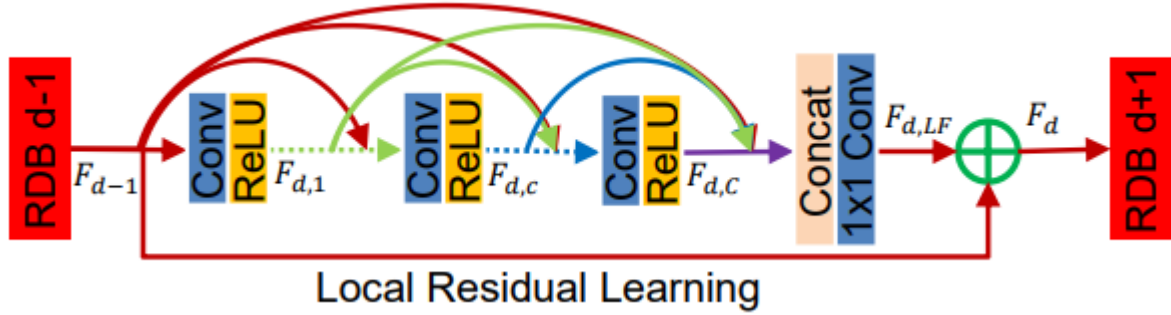 RDB d-1
F_{d-1}
Conv
ReLU
F_{d,1}
Conv
ReLU
F_{d,c}
Conv
ReLU
F_{d,C}
Concat
1x1 Conv
F_{d,LF}
F_d
RDB d+1
Local Residual Learning